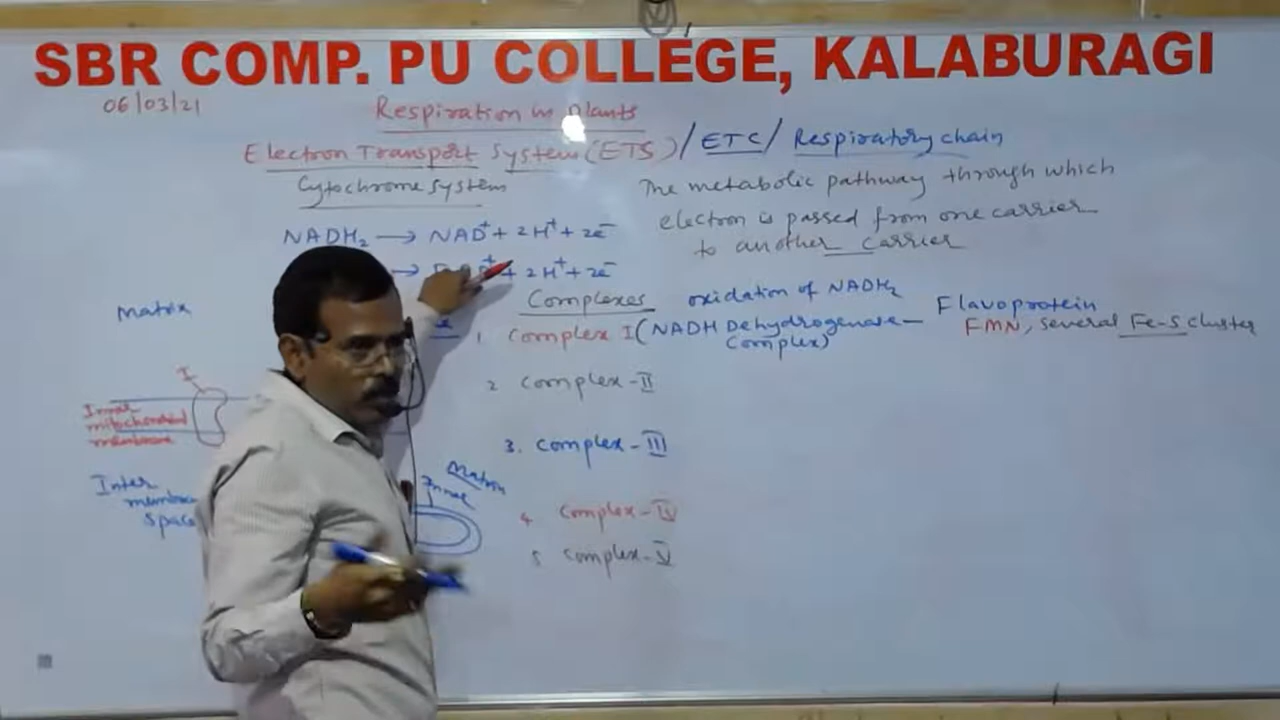 SBR COMP. PU COLLEGE, KALABURAGI
06/03/21
Respiration in Plants
Electron Transport System (ETS) / ETC / Respiratory chain
Cytochrome system
The metabolic pathway through which
electron is passed from one carrier
to another carrier
NADH₂ → NAD⁺ + 2H⁺ + 2e⁻
→ + 2H⁺ + 2e⁻
Complexes
oxidation of NADH₂
1 Complex I (NADH Dehydrogenase Complex) — Flavoprotein
FMN, several Fe-S cluster
2 Complex-II
3. Complex-III
4 Complex-IV
5 Complex-V
Matrix
I
Inner
mitochondrial
membrane
Inter
space
Matrix
Inner